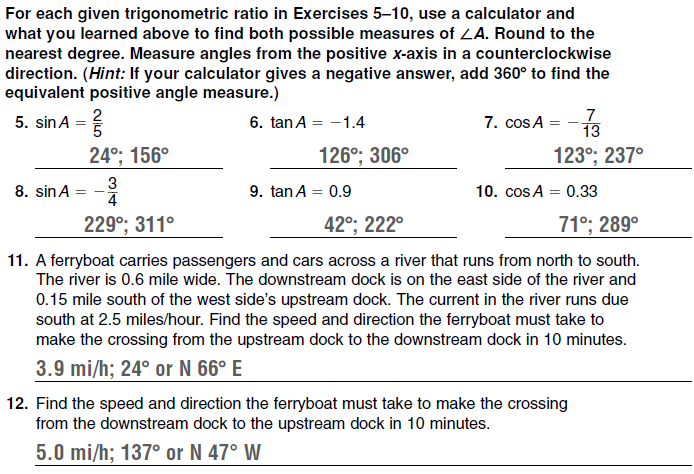 For each given trigonometric ratio in Exercises 5–10, use a calculator and
what you learned above to find both possible measures of ∠A. Round to the
nearest degree. Measure angles from the positive x-axis in a counterclockwise
direction. (Hint: If your calculator gives a negative answer, add 360° to find the
equivalent positive angle measure.)
5. sin A = 2/5 6. tan A = −1.4 7. cos A = −7/13
24°; 156° 126°; 306° 123°; 237°
8. sin A = −3/4 9. tan A = 0.9 10. cos A = 0.33
229°; 311° 42°; 222° 71°; 289°
11. A ferryboat carries passengers and cars across a river that runs from north to south.
The river is 0.6 mile wide. The downstream dock is on the east side of the river and
0.15 mile south of the west side’s upstream dock. The current in the river runs due
south at 2.5 miles/hour. Find the speed and direction the ferryboat must take to
make the crossing from the upstream dock to the downstream dock in 10 minutes.
3.9 mi/h; 24° or N 66° E
12. Find the speed and direction the ferryboat must take to make the crossing
from the downstream dock to the upstream dock in 10 minutes.
5.0 mi/h; 137° or N 47° W